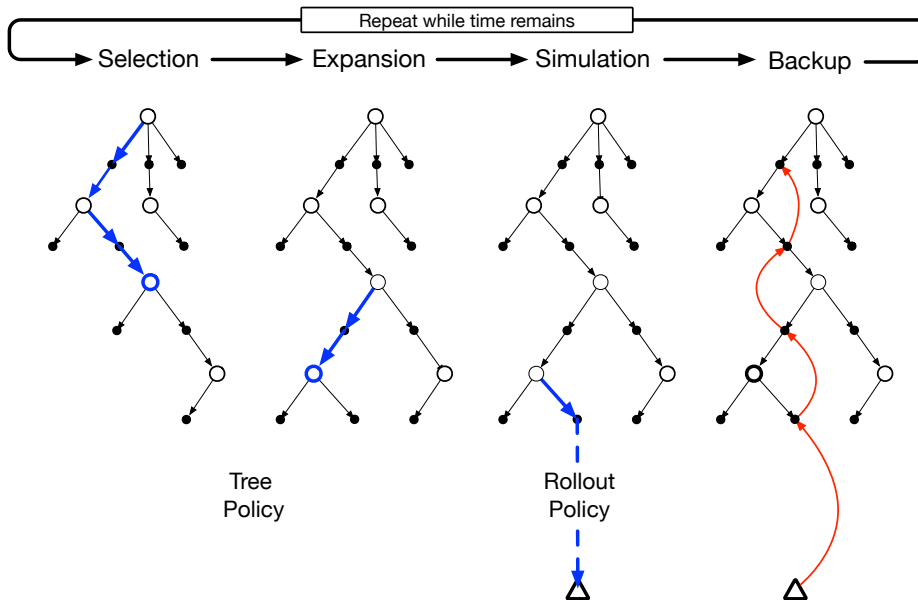 Repeat while time remains
Selection
Expansion
Simulation
Backup
Tree
Policy
Rollout
Policy